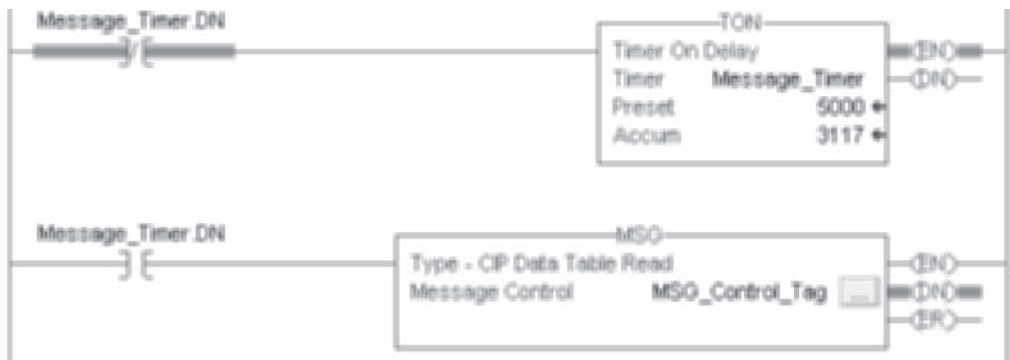 Message_Timer.DN
TON
Timer On Delay
EN
Timer Message_Timer
DN
Preset 5000
Accum 3117
Message_Timer.DN
MSG
Type - CIP Data Table Read
EN
Message Control MSG_Control_Tag ...
DN
ER